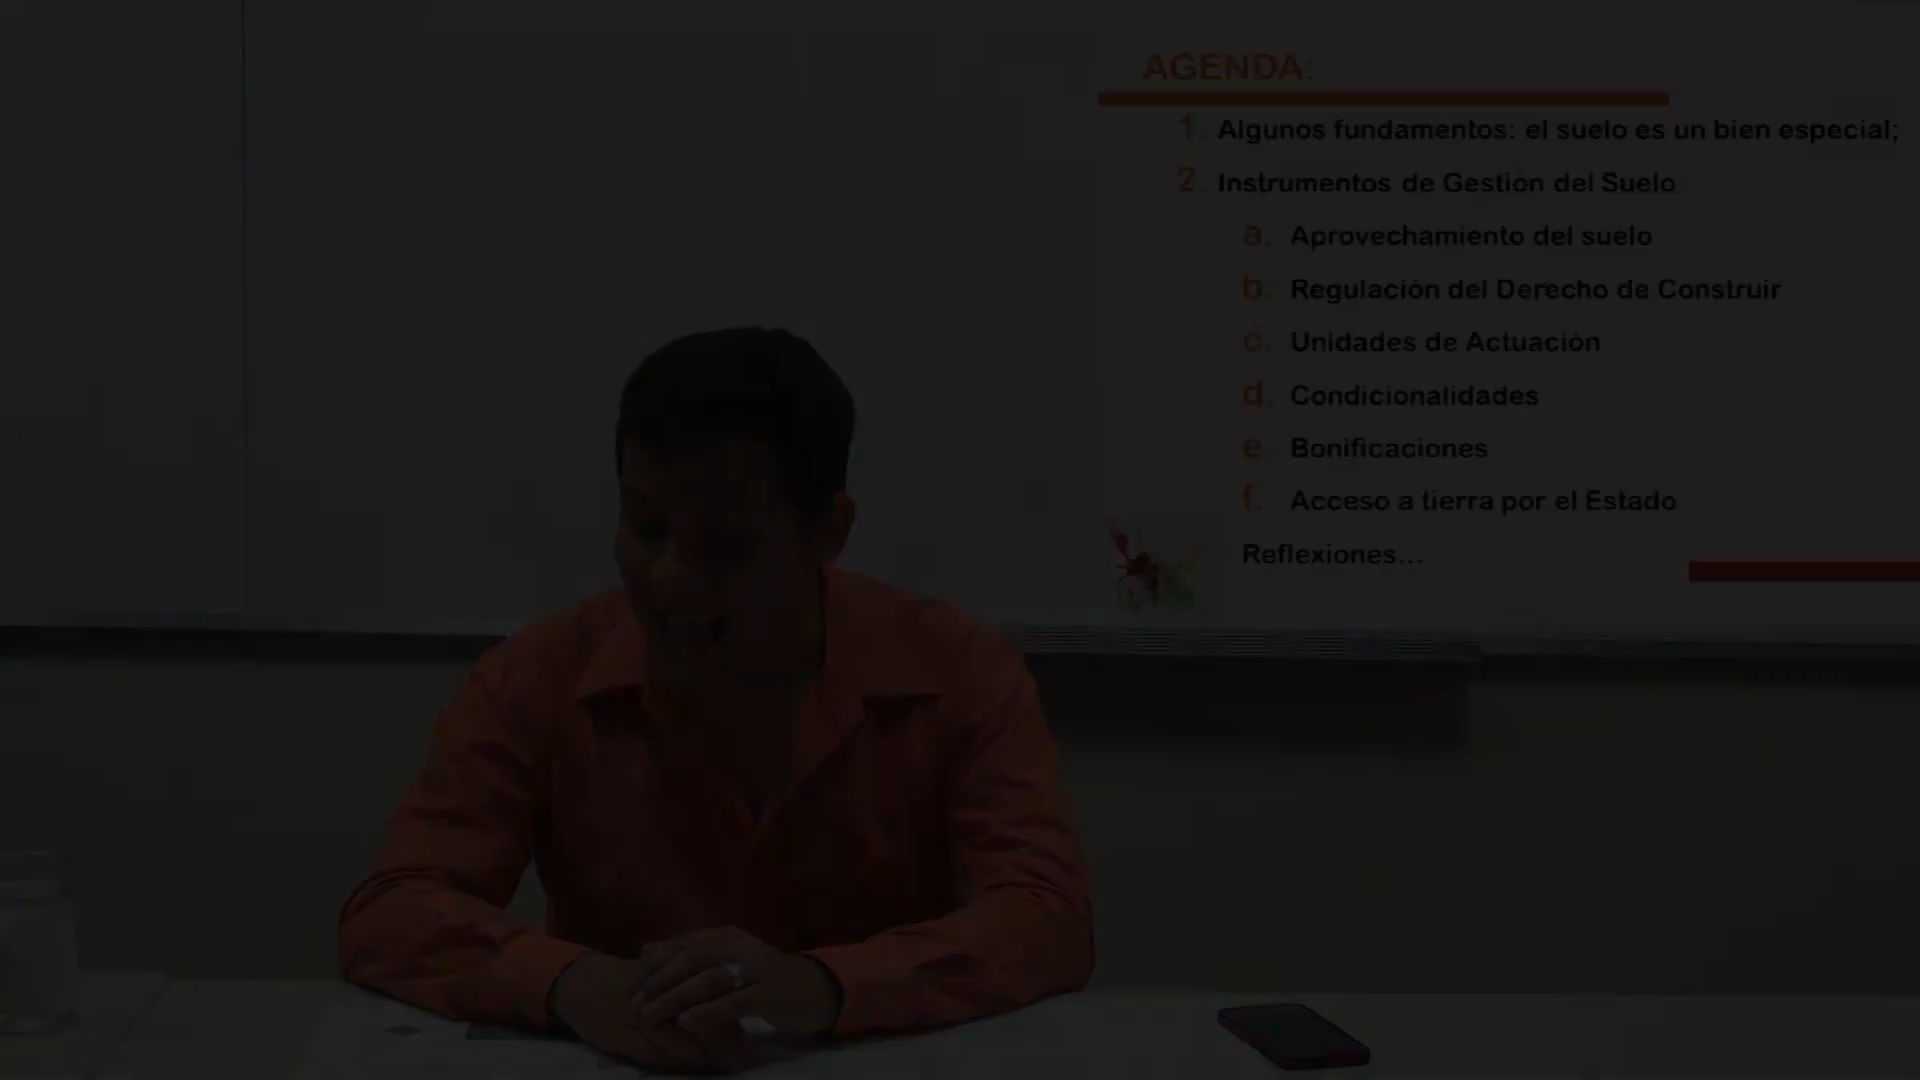 AGENDA:
1. Algunos fundamentos: el suelo es un bien especial;
2. Instrumentos de Gestión del Suelo
a. Aprovechamiento del suelo
b. Regulación del Derecho de Construir
c. Unidades de Actuación
d. Condicionalidades
e. Bonificaciones
f. Acceso a tierra por el Estado
Reflexiones...